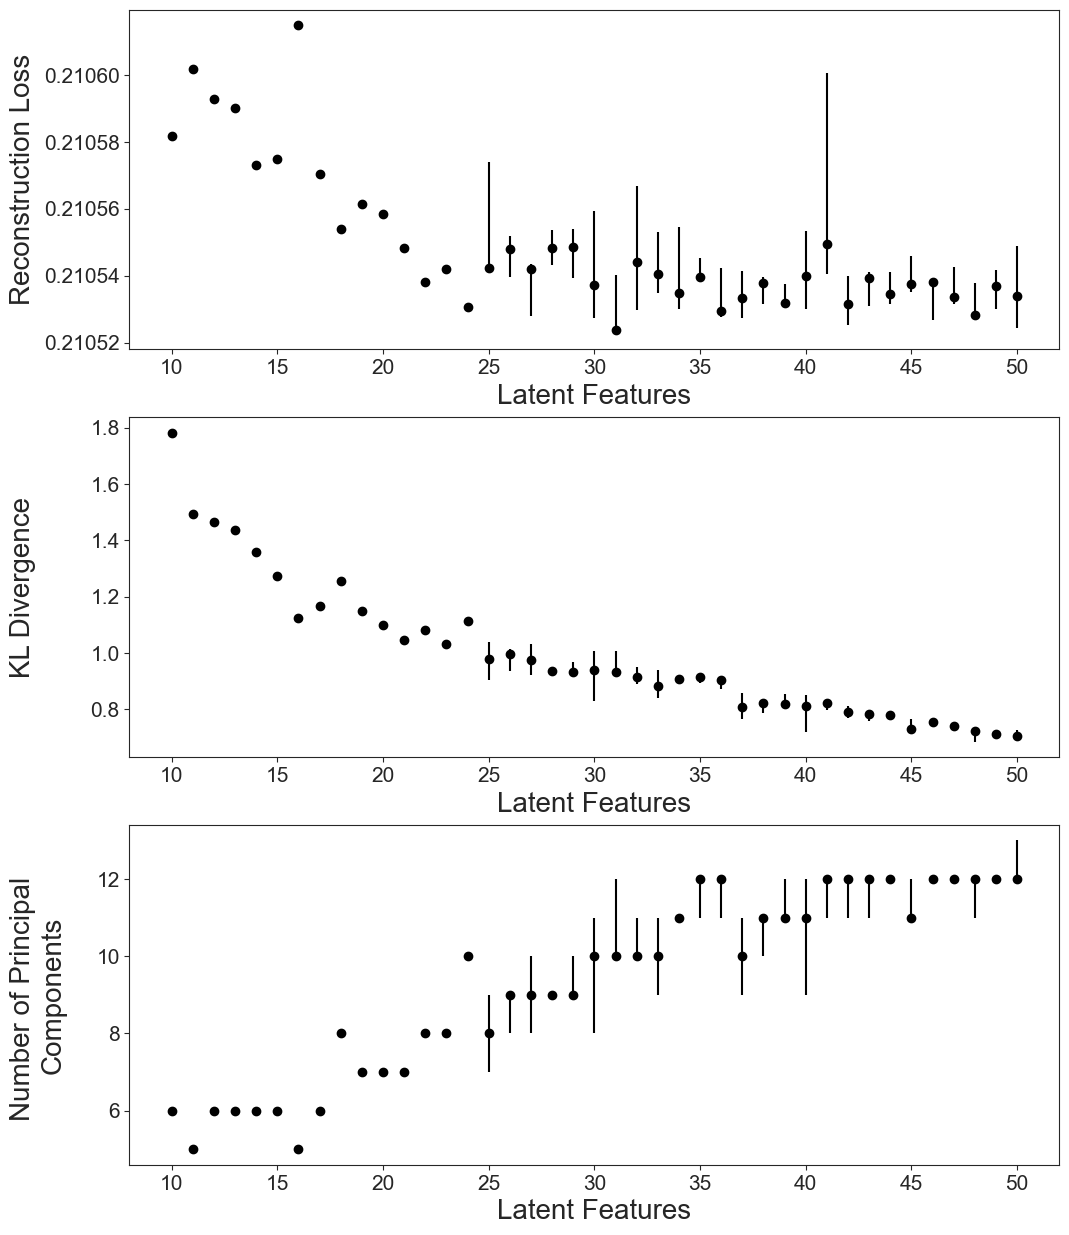 Reconstruction Loss
0.21060
0.21058
0.21056
0.21054
0.21052
10 15 20 25 30 35 40 45 50
Latent Features
KL Divergence
1.8
1.6
1.4
1.2
1.0
0.8
10 15 20 25 30 35 40 45 50
Latent Features
Number of Principal
Components
12
10
8
6
10 15 20 25 30 35 40 45 50
Latent Features